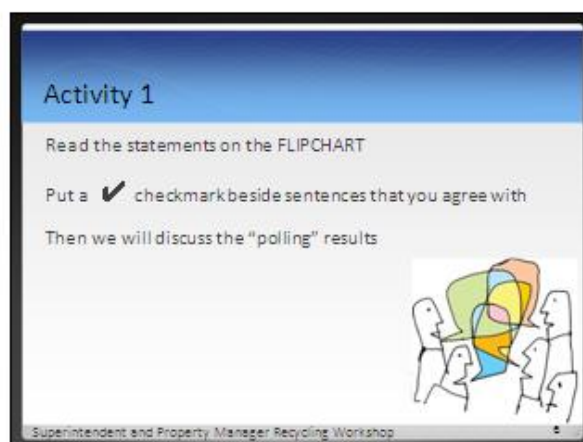 Activity 1
Read the statements on the FLIPCHART
Put a ✔ checkmark beside sentences that you agree with
Then we will discuss the “polling” results
Superintendent and Property Manager Recycling Workshop